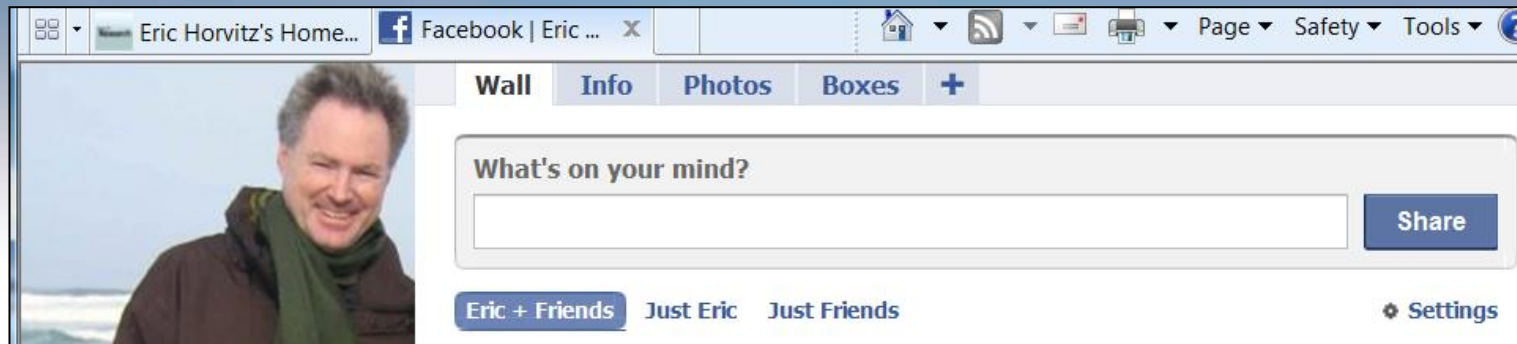 Eric Horvitz's Home... Facebook | Eric ... X Page Safety Tools
Wall Info Photos Boxes +
What's on your mind?
Share
Eric + Friends Just Eric Just Friends Settings